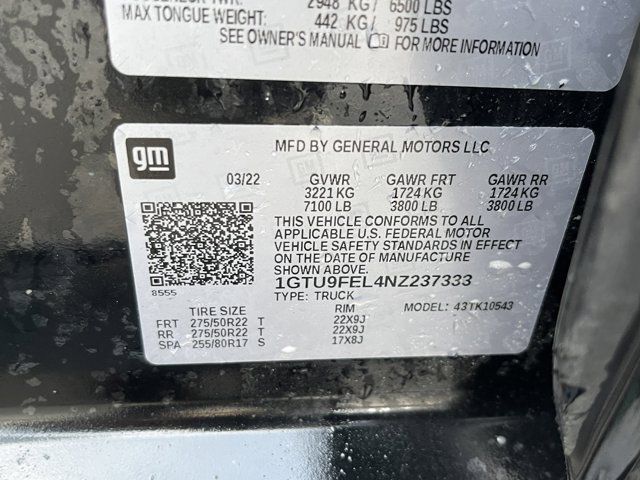 2948 KG / 6500 LBS
MAX TONGUE WEIGHT: 442 KG / 975 LBS
SEE OWNER'S MANUAL FOR MORE INFORMATION
gm
MFD BY GENERAL MOTORS LLC
03/22 GVWR GAWR FRT GAWR RR
3221 KG 1724 KG 1724 KG
7100 LB 3800 LB 3800 LB
THIS VEHICLE CONFORMS TO ALL
APPLICABLE U.S. FEDERAL MOTOR
VEHICLE SAFETY STANDARDS IN EFFECT
ON THE DATE OF MANUFACTURE
SHOWN ABOVE.
8555
1GTU9FEL4NZ237333
TYPE: TRUCK MODEL: 43TK10543
TIRE SIZE RIM
FRT 275/50R22 T 22X9J
RR 275/50R22 T 22X9J
SPA 255/80R17 S 17X8J